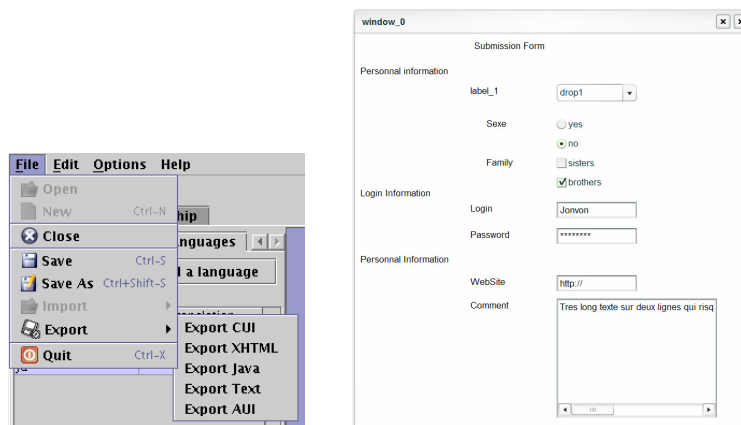 File Edit Options Help
Open
New Ctrl-N
Close
Save Ctrl-S
Save As Ctrl+Shift-S
Import
Export
Quit Ctrl-X
hip
nguages
l a language
Export CUI
Export XHTML
Export Java
Export Text
Export AUI
window_0
Submission Form
Personnal information
label_1 drop1
Sexe yes
no
Family sisters
brothers
Login Information
Login Jonvon
Password ********
Personnal Information
WebSite http://
Comment Tres long texte sur deux lignes qui risq